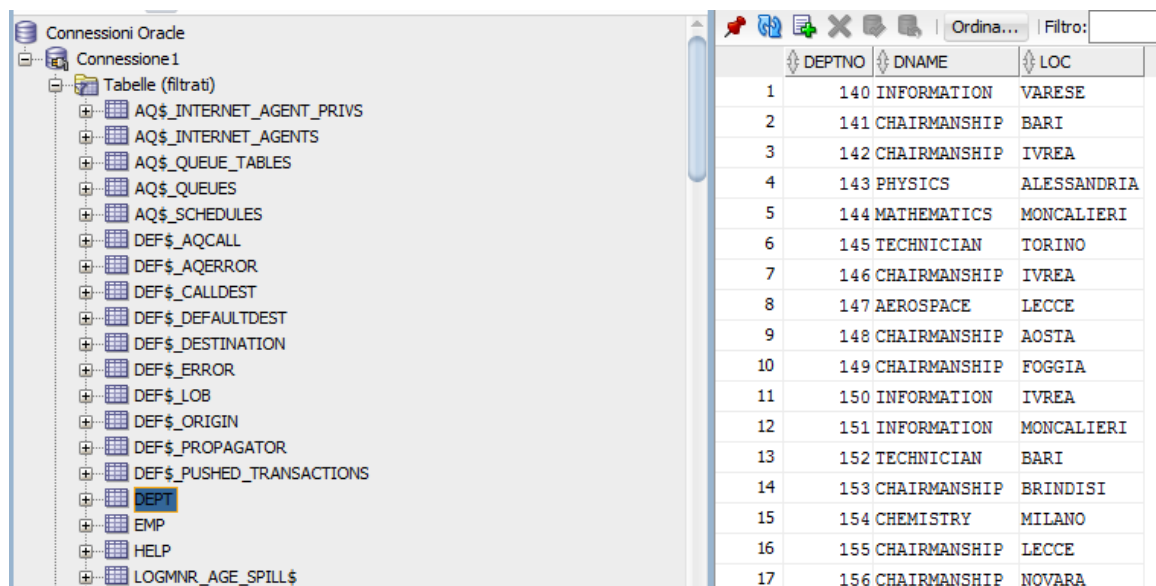 Connessioni Oracle
Connessione1
Tabelle (filtrati)
AQ$_INTERNET_AGENT_PRIVS
AQ$_INTERNET_AGENTS
AQ$_QUEUE_TABLES
AQ$_QUEUES
AQ$_SCHEDULES
DEF$_AQCALL
DEF$_AQERROR
DEF$_CALLDEST
DEF$_DEFAULTDEST
DEF$_DESTINATION
DEF$_ERROR
DEF$_LOB
DEF$_ORIGIN
DEF$_PROPAGATOR
DEF$_PUSHED_TRANSACTIONS
DEPT
EMP
HELP
LOGMNR_AGE_SPILL$
Ordina... Filtro:
DEPTNO DNAME LOC
1 140 INFORMATION VARESE
2 141 CHAIRMANSHIP BARI
3 142 CHAIRMANSHIP IVREA
4 143 PHYSICS ALESSANDRIA
5 144 MATHEMATICS MONCALIERI
6 145 TECHNICIAN TORINO
7 146 CHAIRMANSHIP IVREA
8 147 AEROSPACE LECCE
9 148 CHAIRMANSHIP AOSTA
10 149 CHAIRMANSHIP FOGGIA
11 150 INFORMATION IVREA
12 151 INFORMATION MONCALIERI
13 152 TECHNICIAN BARI
14 153 CHAIRMANSHIP BRINDISI
15 154 CHEMISTRY MILANO
16 155 CHAIRMANSHIP LECCE
17 156 CHAIRMANSHIP NOVARA